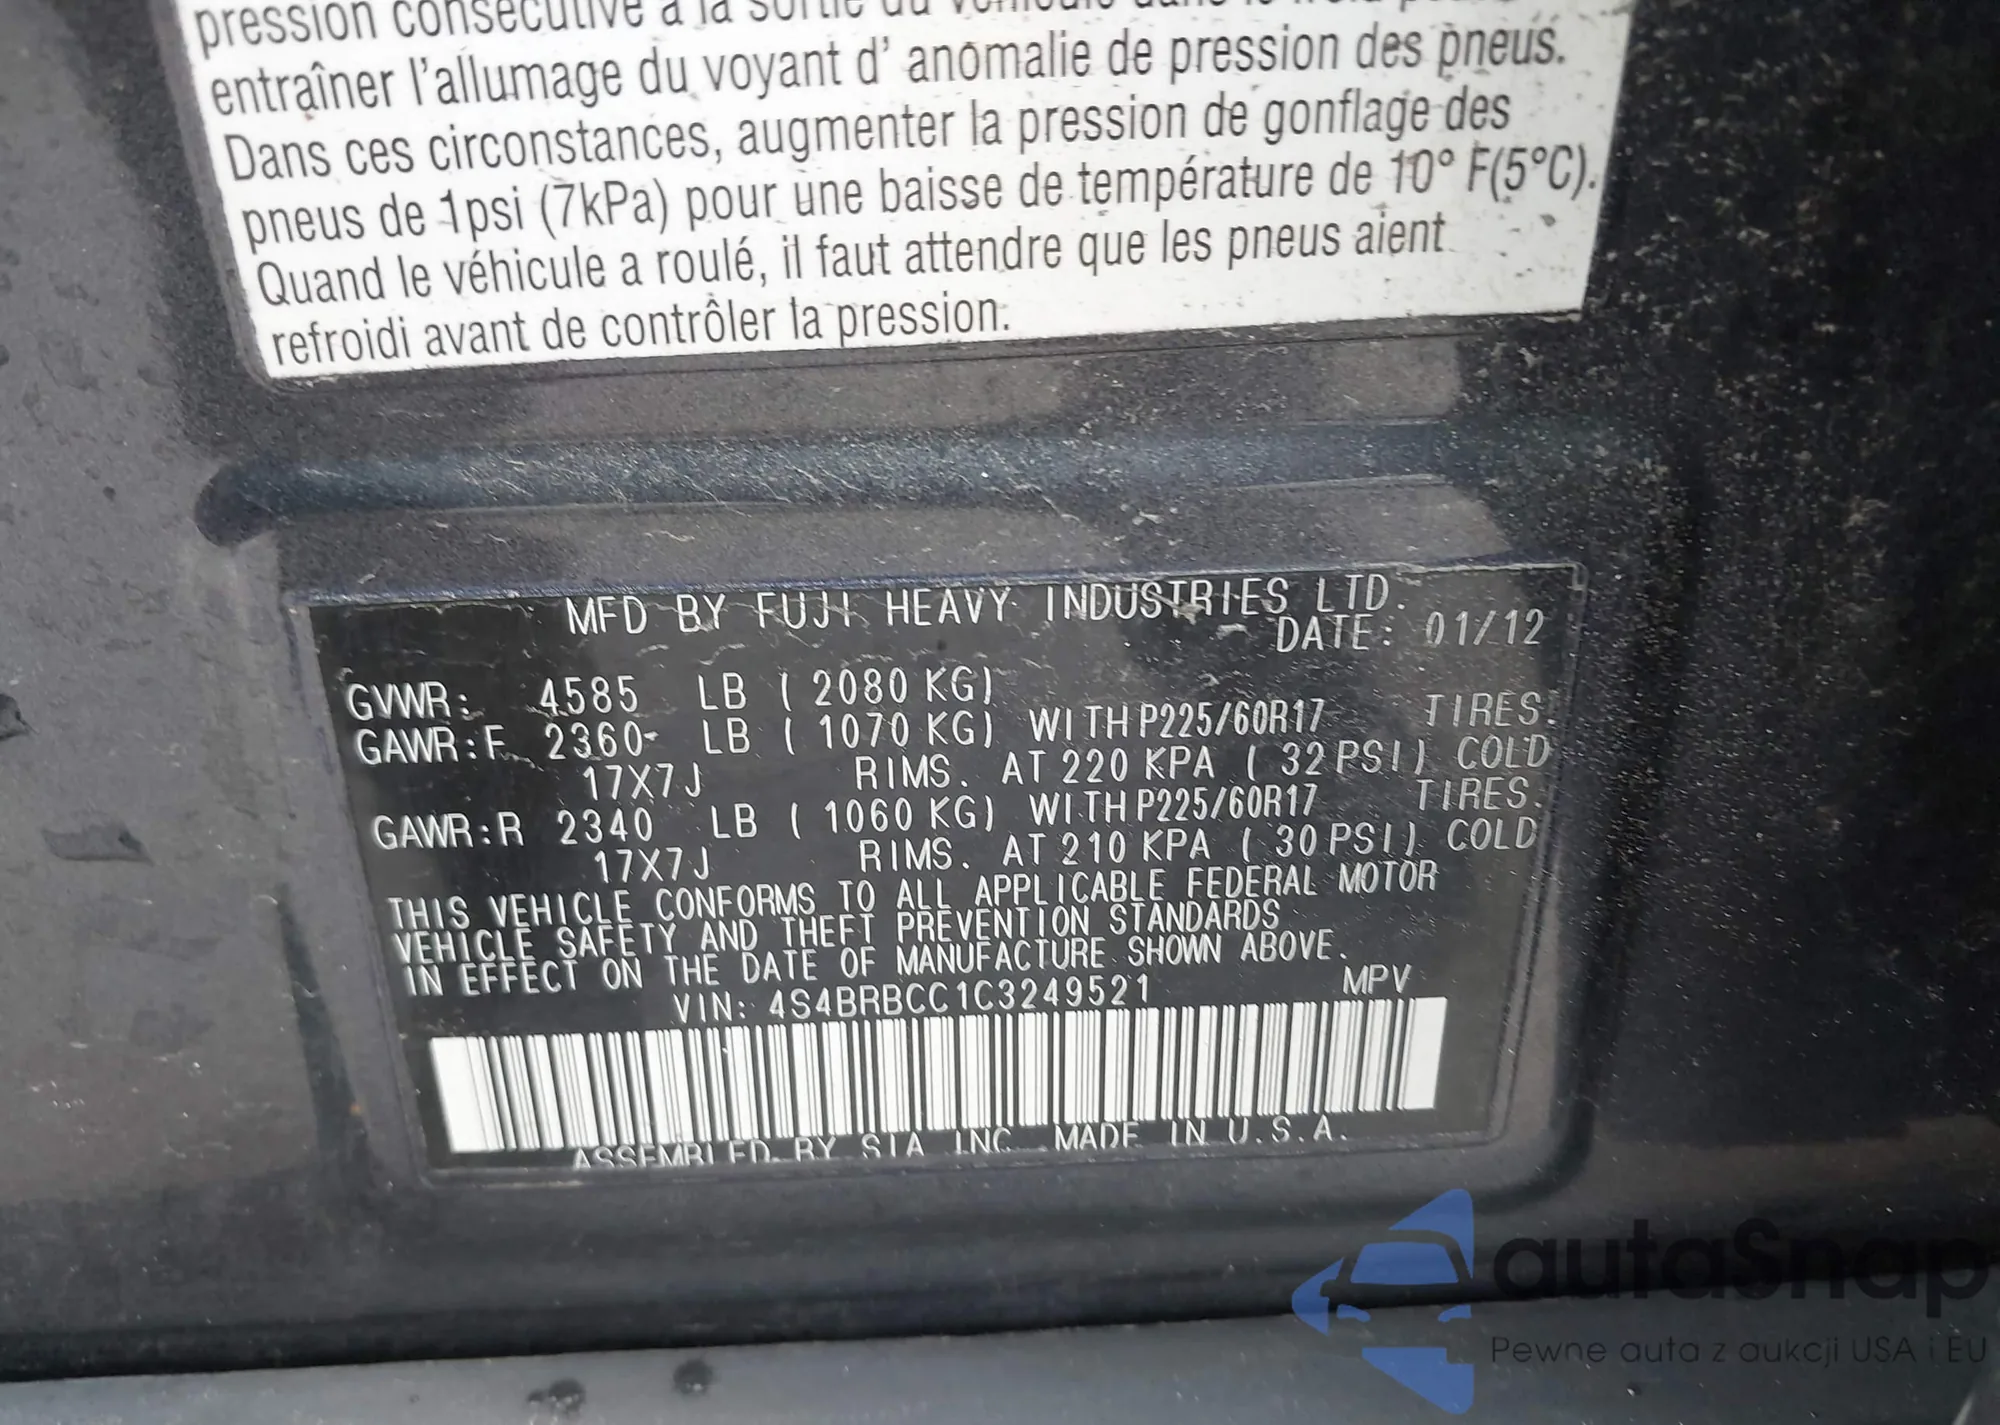 pression consécutive à la sortie du véhicule dans le froid
entraîner l'allumage du voyant d' anomalie de pression des pneus.
Dans ces circonstances, augmenter la pression de gonflage des
pneus de 1psi (7kPa) pour une baisse de température de 10° F(5°C).
Quand le véhicule a roulé, il faut attendre que les pneus aient
refroidi avant de contrôler la pression.
MFD BY FUJI HEAVY INDUSTRIES LTD.
DATE: 01/12
GVWR: 4585 LB ( 2080 KG)
GAWR:F 2360 LB ( 1070 KG) WITH P225/60R17 TIRES.
17X7J RIMS. AT 220 KPA ( 32 PSI) COLD
GAWR:R 2340 LB ( 1060 KG) WITH P225/60R17 TIRES.
17X7J RIMS. AT 210 KPA ( 30 PSI) COLD
THIS VEHICLE CONFORMS TO ALL APPLICABLE FEDERAL MOTOR
VEHICLE SAFETY AND THEFT PREVENTION STANDARDS
IN EFFECT ON THE DATE OF MANUFACTURE SHOWN ABOVE.
VIN: 4S4BRBCC1C3249521 MPV
ASSEMBLED BY SIA INC. MADE IN U.S.A.
autaSnap
Pewne auta z aukcji USA i EU